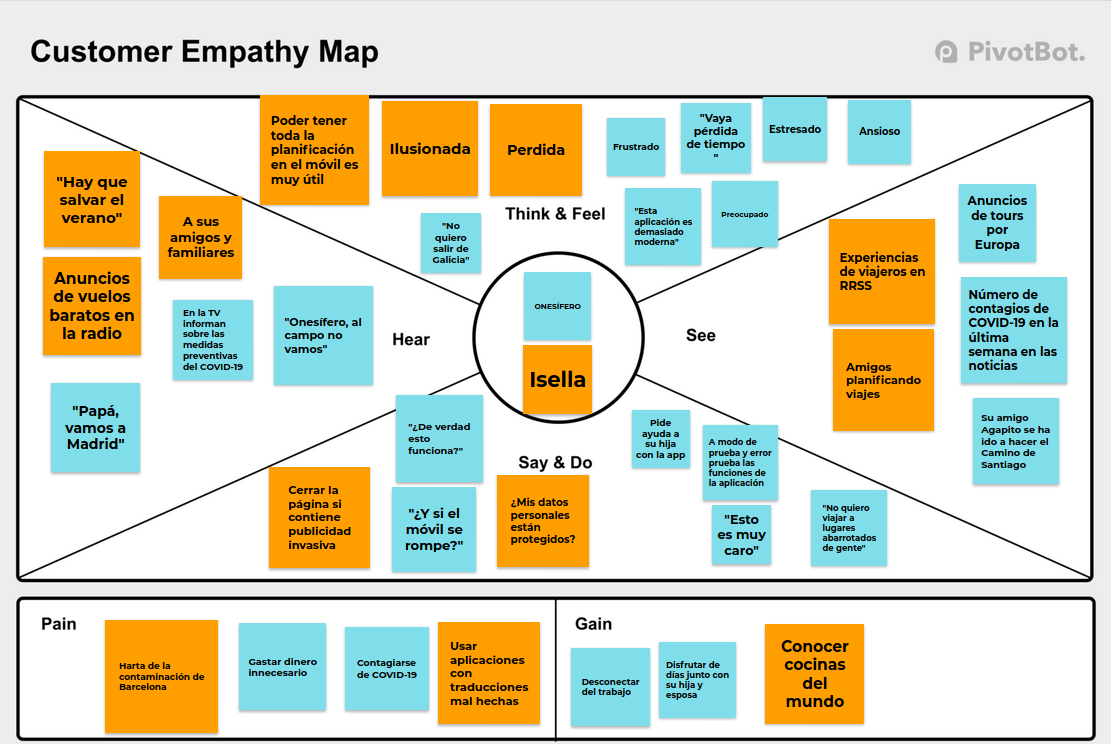 Customer Empathy Map
PivotBot.
Poder tener
toda la
planificación
en el móvil es
muy útil
Ilusionada
Perdida
Frustrado
"Vaya
pérdida
de tiempo
"
Estresado
Ansioso
"No
quiero
salir de
Galicia"
Think & Feel
"Esta
aplicación es
demasiado
moderna"
Preocupado
"Hay que
salvar el
verano"
A sus
amigos y
familiares
Anuncios
de vuelos
baratos en
la radio
En la TV
informan
sobre las
medidas
preventivas
del COVID-19
"Onesífero, al
campo no
vamos"
Hear
"Papá,
vamos a
Madrid"
ONESÍFERO
Isella
See
Experiencias
de viajeros en
RRSS
Anuncios
de tours
por
Europa
Número de
contagios de
COVID-19 en la
última
semana en las
noticias
Amigos
planificando
viajes
Su amigo
Agapito se ha
ido a hacer el
Camino de
Santiago
"¿De verdad
esto
funciona?"
Say & Do
Pide
ayuda a
su hija
con la app
A modo de
prueba y error
prueba las
funciones de
la aplicación
Cerrar la
página si
contiene
publicidad
invasiva
"¿Y si el
móvil se
rompe?"
¿Mis datos
personales
están
protegidos?
"Esto
es muy
caro"
"No quiero
viajar a
lugares
abarrotados
de gente"
Pain
Harta de la
contaminación de
Barcelona
Gastar dinero
innecesario
Contagiarse
de COVID-19
Usar
aplicaciones
con
traducciones
mal hechas
Gain
Desconectar
del trabajo
Disfrutar de
días junto con
su hija y
esposa
Conocer
cocinas
del
mundo